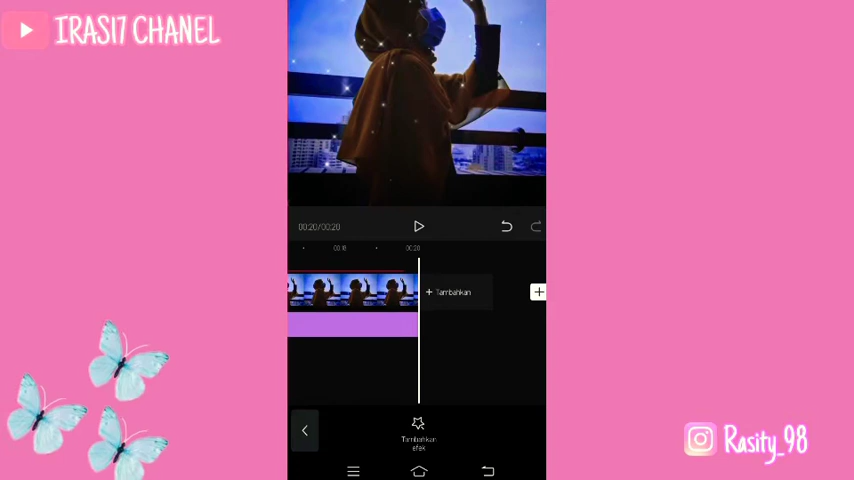 IRASI7 CHANEL
00:20/00:20
00:18
00:20
+ Tambahkan
Tambahkan
efek
Rasity_98